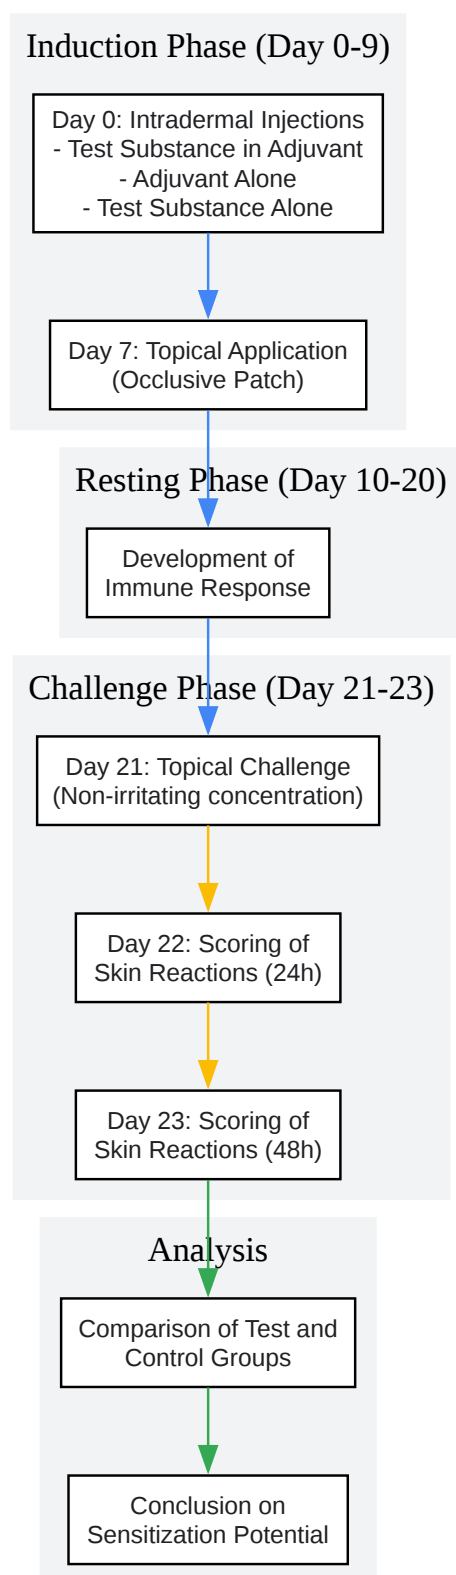 Induction Phase (Day 0-9)
Day 0: Intradermal Injections
- Test Substance in Adjuvant
- Adjuvant Alone
- Test Substance Alone
Day 7: Topical Application
(Occlusive Patch)
Resting Phase (Day 10-20)
Development of
Immune Response
Challenge Phase (Day 21-23)
Day 21: Topical Challenge
(Non-irritating concentration)
Day 22: Scoring of
Skin Reactions (24h)
Day 23: Scoring of
Skin Reactions (48h)
Analysis
Comparison of Test and
Control Groups
Conclusion on
Sensitization Potential